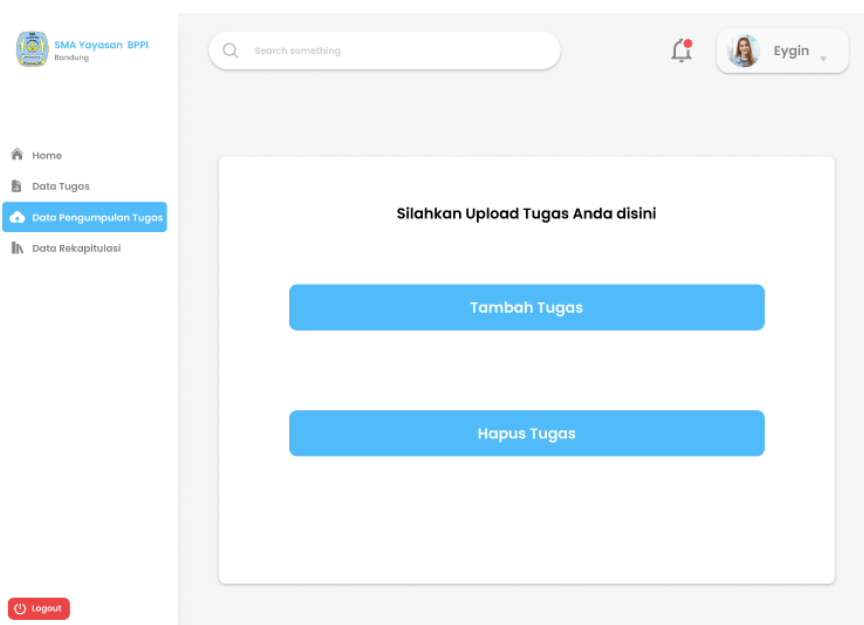 SMA Yayasan BPPI
Bandung
Search something
Eygin
Home
Data Tugas
Data Pengumpulan Tugas
Data Rekapitulasi
Silahkan Upload Tugas Anda disini
Tambah Tugas
Hapus Tugas
Logout